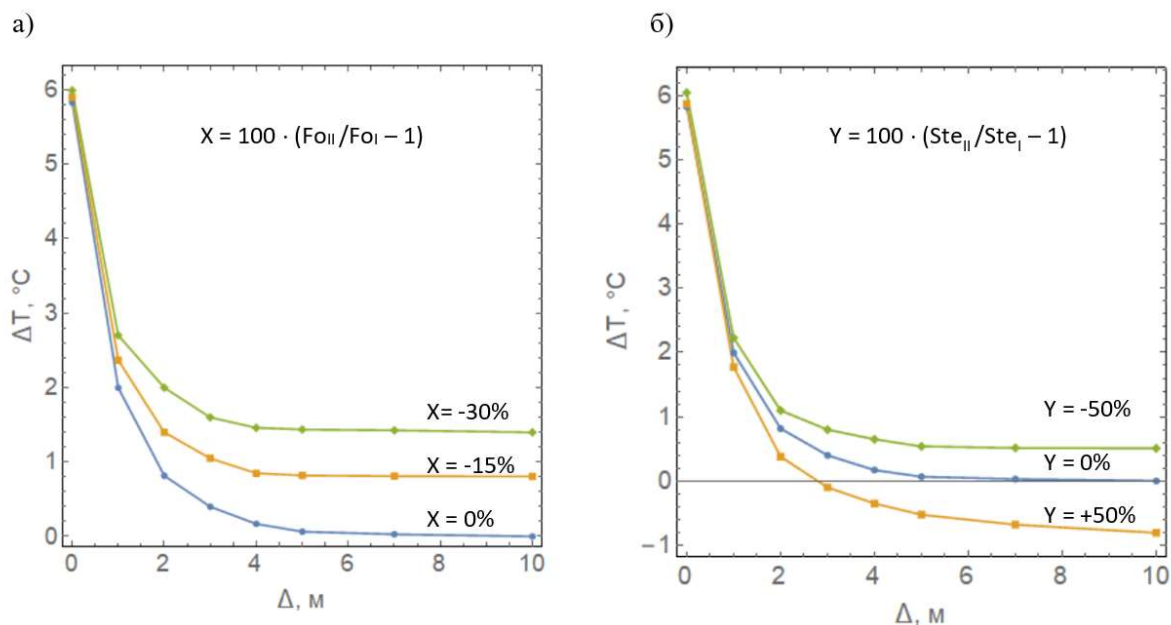 а)
X = 100 · (FoII/FoI – 1)
X= -30%
X = -15%
X = 0%
ΔT, °C
6
5
4
3
2
1
0
0 2 4 6 8 10
Δ, м
б)
Y = 100 · (SteII/SteI – 1)
Y = -50%
Y = 0%
Y = +50%
ΔT, °C
6
5
4
3
2
1
0
−1
0 2 4 6 8 10
Δ, м